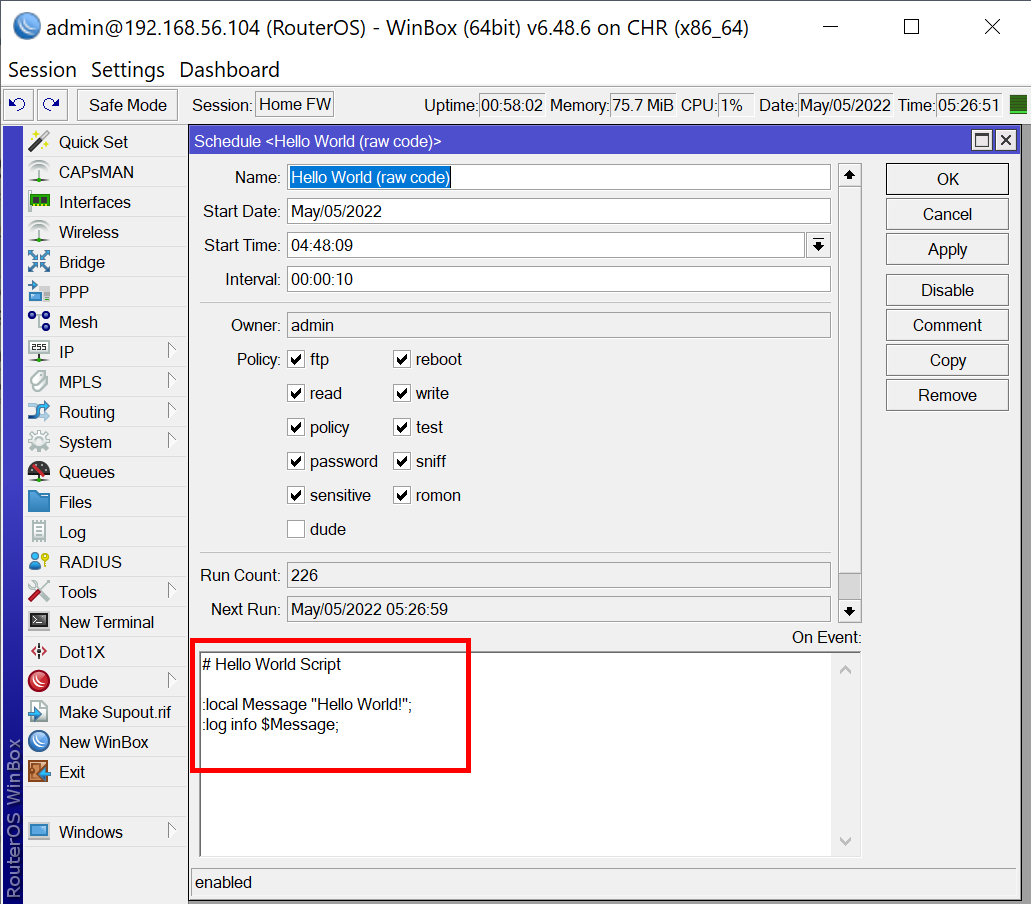 admin@192.168.56.104 (RouterOS) - WinBox (64bit) v6.48.6 on CHR (x86_64)
Session Settings Dashboard
Safe Mode Session: Home FW Uptime: 00:58:02 Memory: 75.7 MiB CPU: 1% Date: May/05/2022 Time: 05:26:51
RouterOS WinBox
Quick Set
CAPsMAN
Interfaces
Wireless
Bridge
PPP
Mesh
255 IP
MPLS
Routing
System
Queues
Files
Log
RADIUS
Tools
New Terminal
Dot1X
Dude
Make Supout.rif
New WinBox
Exit
Windows
Schedule <Hello World (raw code)>
Name: Hello World (raw code)
Start Date: May/05/2022
Start Time: 04:48:09
Interval: 00:00:10
Owner: admin
Policy: ftp reboot
read write
policy test
password sniff
sensitive romon
dude
Run Count: 226
Next Run: May/05/2022 05:26:59
On Event:
# Hello World Script
:local Message "Hello World!";
:log info $Message;
enabled
OK
Cancel
Apply
Disable
Comment
Copy
Remove